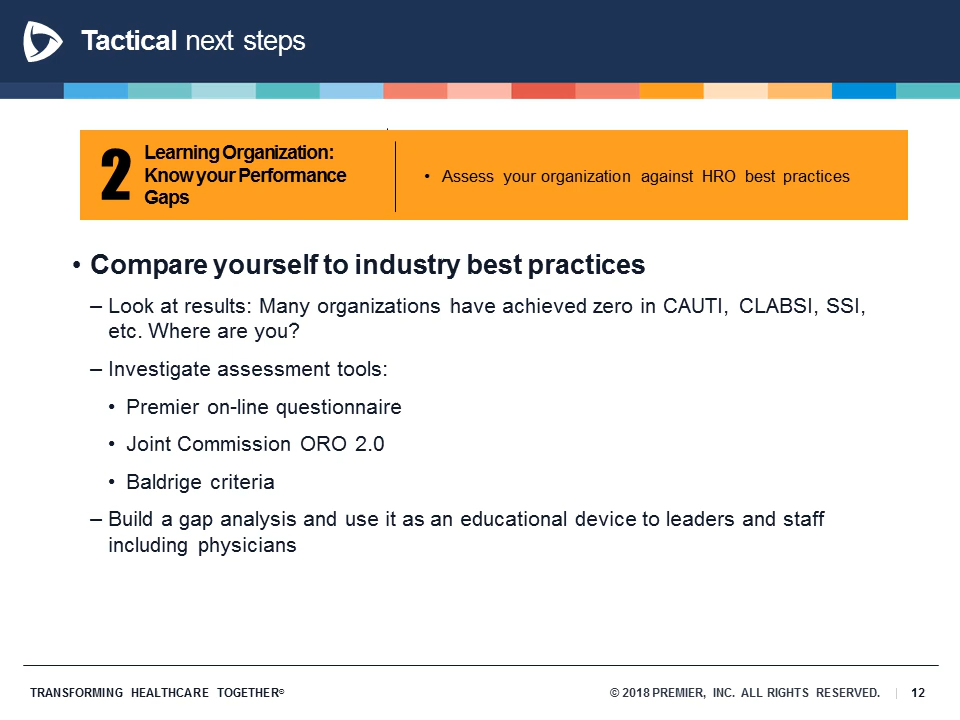 Tactical next steps
2
Learning Organization:
Know your Performance
Gaps
• Assess your organization against HRO best practices
• Compare yourself to industry best practices
– Look at results: Many organizations have achieved zero in CAUTI, CLABSI, SSI,
etc. Where are you?
– Investigate assessment tools:
• Premier on-line questionnaire
• Joint Commission ORO 2.0
• Baldrige criteria
– Build a gap analysis and use it as an educational device to leaders and staff
including physicians
TRANSFORMING HEALTHCARE TOGETHER®
© 2018 PREMIER, INC. ALL RIGHTS RESERVED. | 12